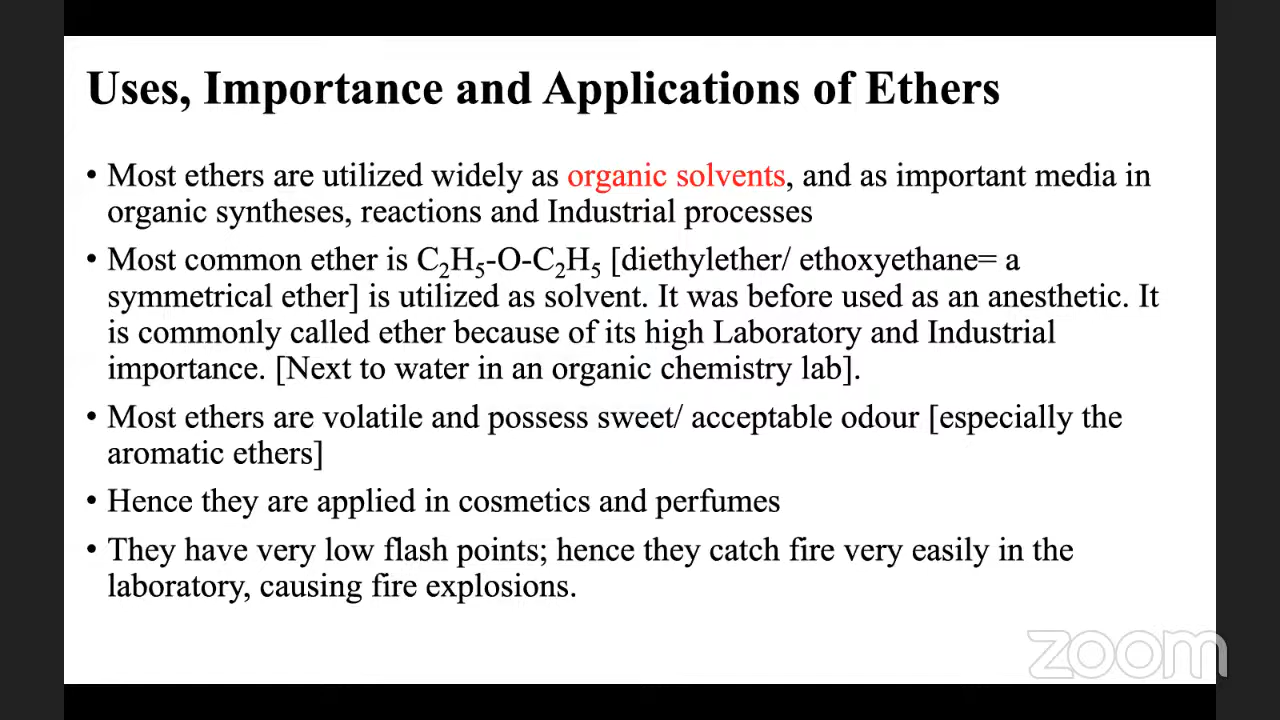 Uses, Importance and Applications of Ethers
• Most ethers are utilized widely as organic solvents, and as important media in
organic syntheses, reactions and Industrial processes
• Most common ether is C₂H₅-O-C₂H₅ [diethylether/ ethoxyethane= a
symmetrical ether] is utilized as solvent. It was before used as an anesthetic. It
is commonly called ether because of its high Laboratory and Industrial
importance. [Next to water in an organic chemistry lab].
• Most ethers are volatile and possess sweet/ acceptable odour [especially the
aromatic ethers]
• Hence they are applied in cosmetics and perfumes
• They have very low flash points; hence they catch fire very easily in the
laboratory, causing fire explosions.
zoom